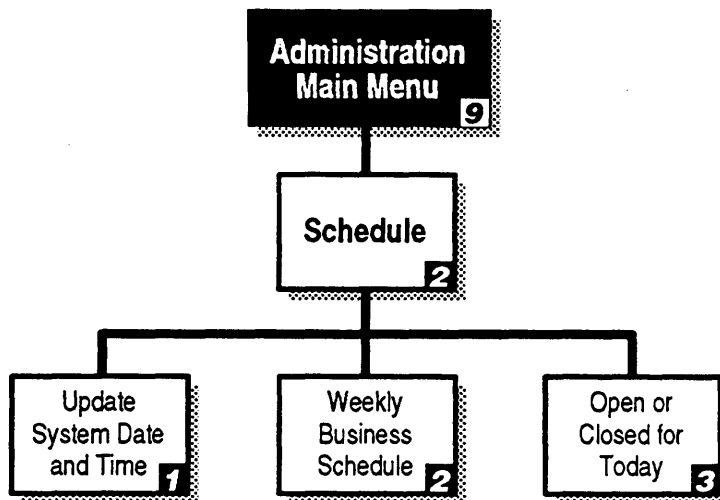 Administration
Main Menu
9
Schedule
2
Update
System Date
and Time
1
Weekly
Business
Schedule
2
Open or
Closed for
Today
3